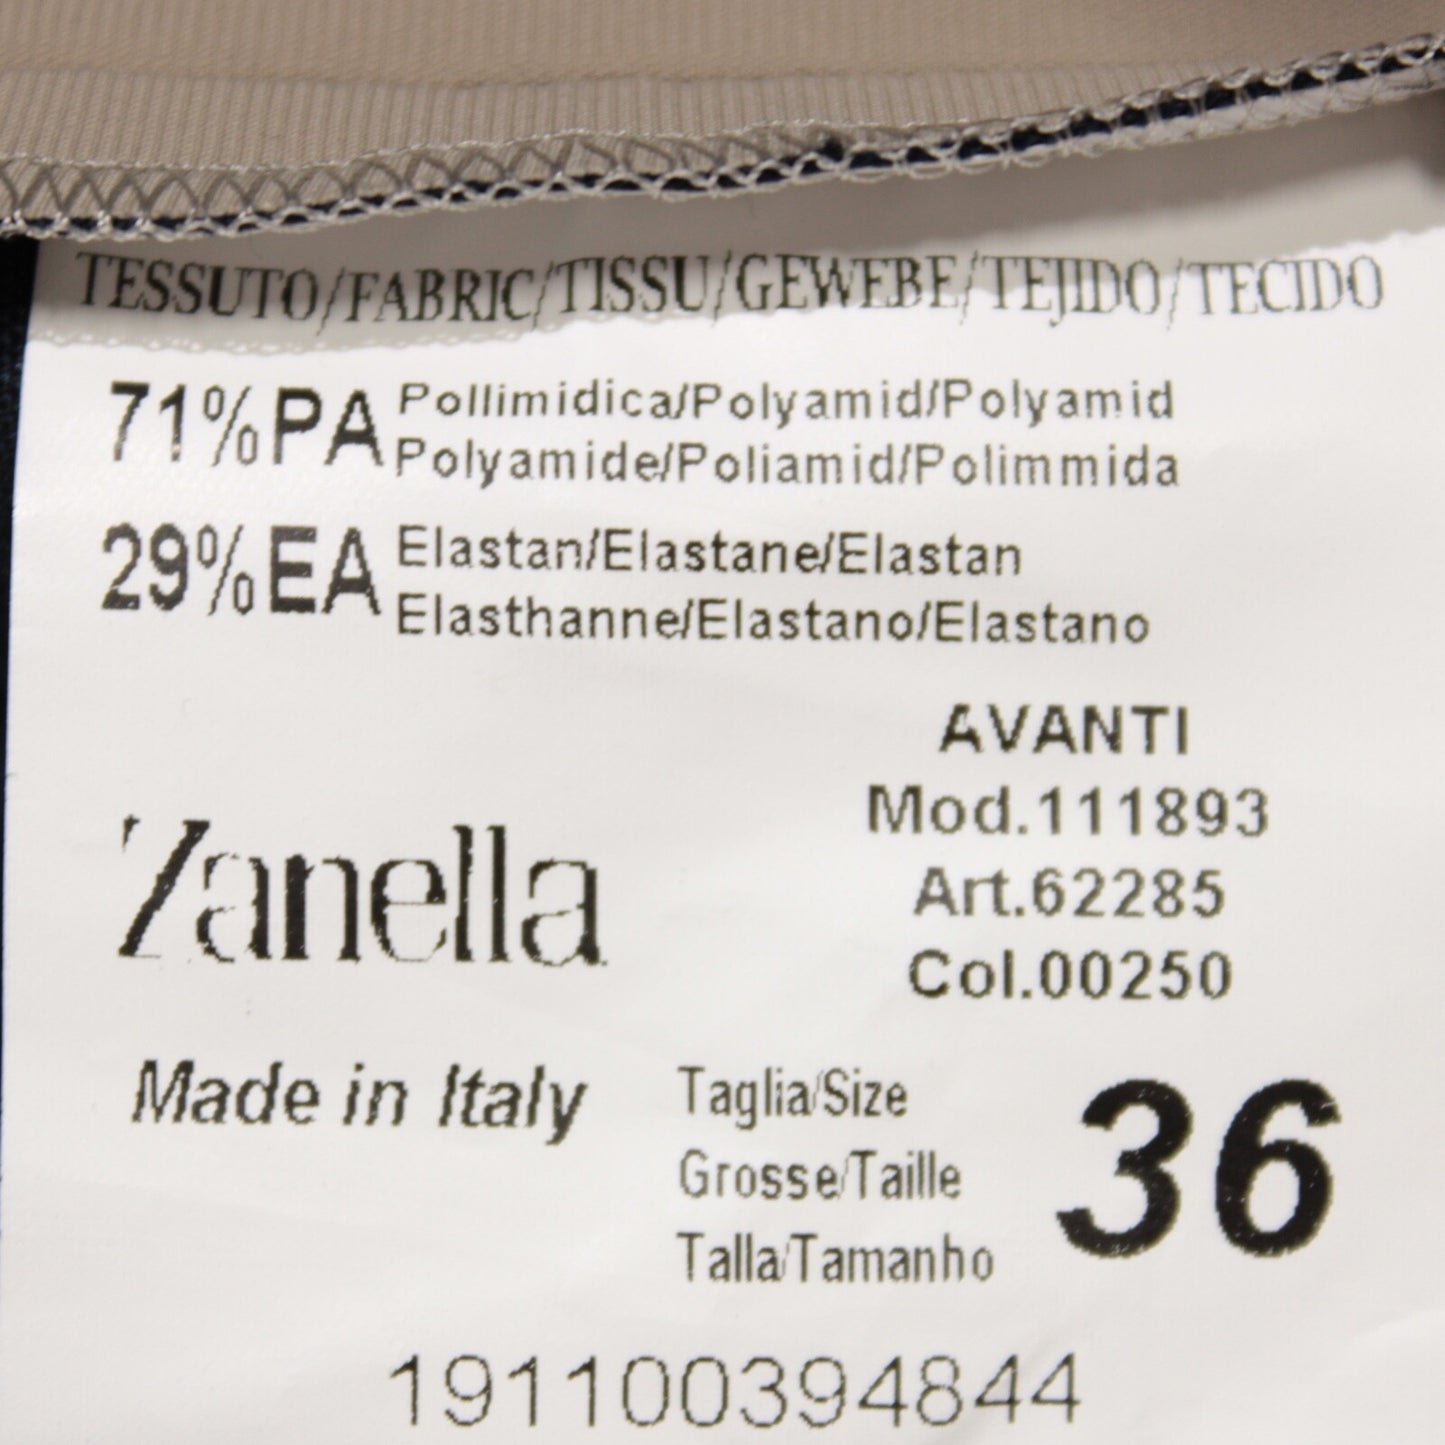 TESSUTO/FABRIC/TISSU/GEWEBE/TEJIDO/TECIDO
71%PA Pollimidica/Polyamid/Polyamid
Polyamide/Poliamid/Polimmida
29%EA Elastan/Elastane/Elastan
Elasthanne/Elastano/Elastano
AVANTI
Mod.111893
Art.62285
Col.00250
Zanella
Made in Italy
Taglia/Size
Grosse/Taille
Talla/Tamanho
36
191100394844